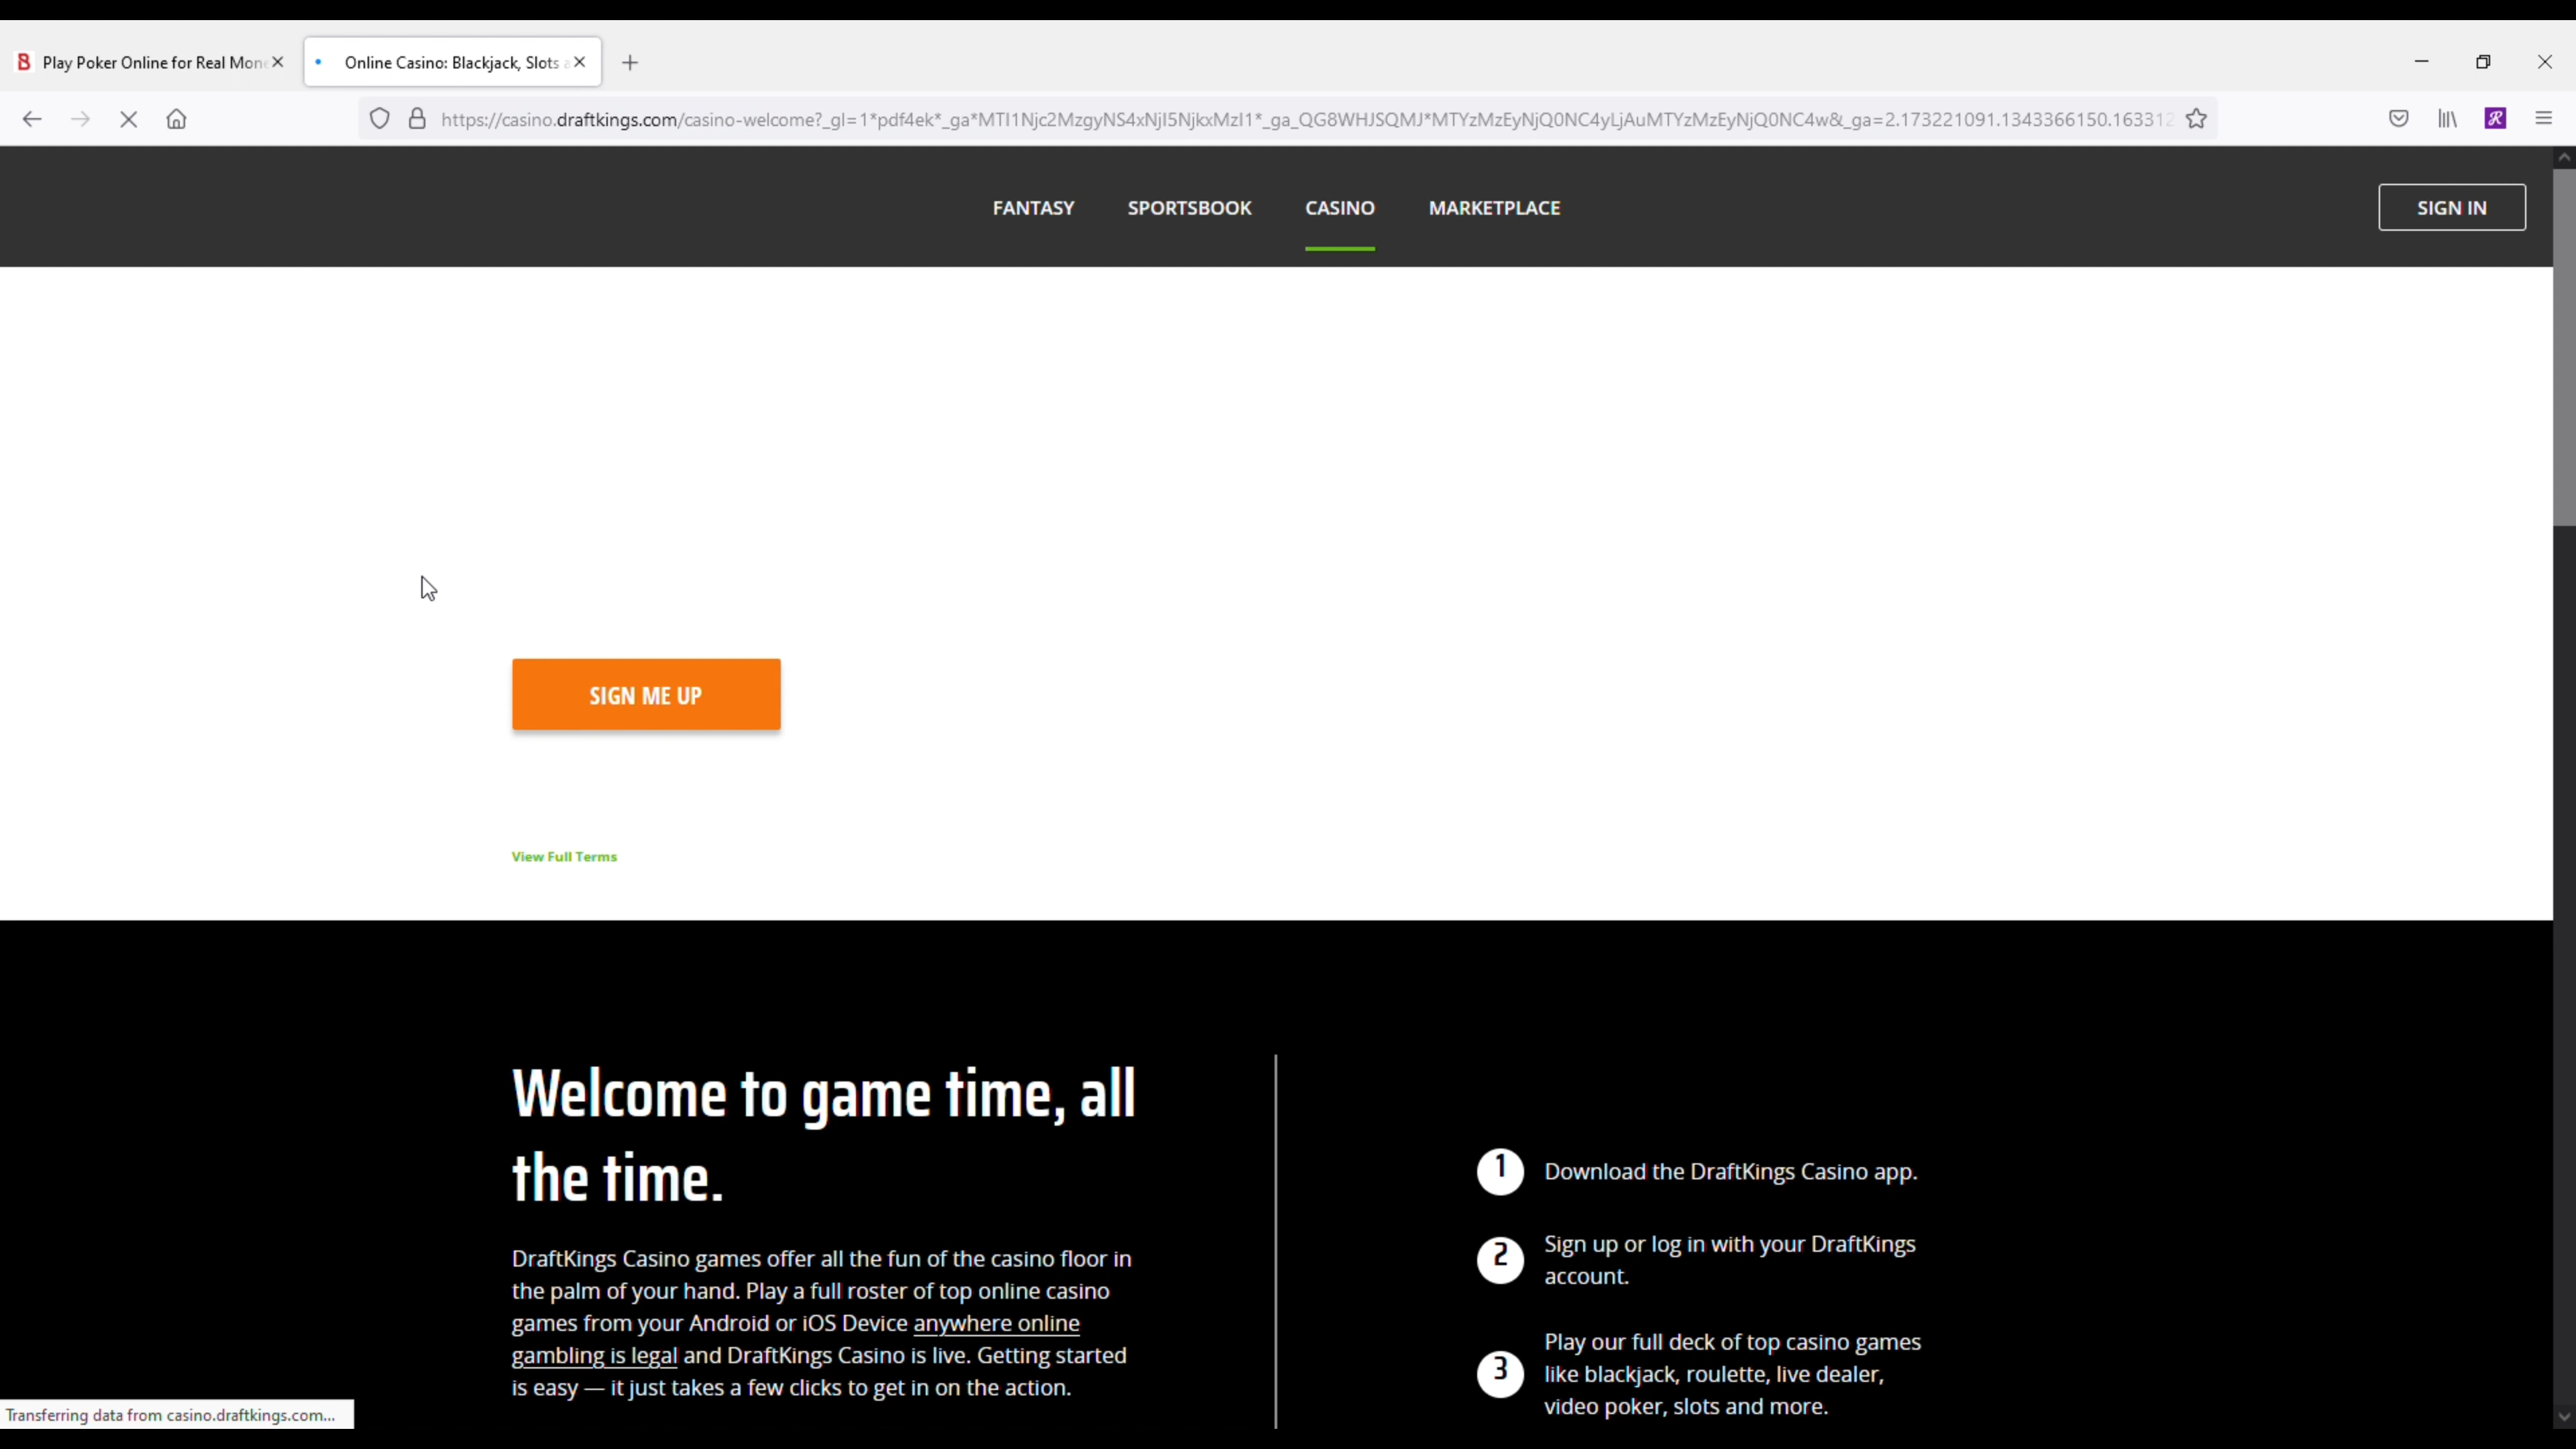 B Play Poker Online for Real Mon
Online Casino: Blackjack, Slots
https://casino.draftkings.com/casino-welcome?_gl=1*pdf4ek*_ga*MTI1Njc2MzgyNS4xNjI5NjkxMzI1*_ga_QG8WHJSQMJ*MTYzMzEyNjQ0NC4yLjAuMTYzMzEyNjQ0NC4w&_ga=2.173221091.1343366150.163312
FANTASY SPORTSBOOK CASINO MARKETPLACE
SIGN IN
SIGN ME UP
View Full Terms
Welcome to game time, all
the time.
DraftKings Casino games offer all the fun of the casino floor in
the palm of your hand. Play a full roster of top online casino
games from your Android or iOS Device anywhere online
gambling is legal and DraftKings Casino is live. Getting started
is easy — it just takes a few clicks to get in on the action.
1 Download the DraftKings Casino app.
2 Sign up or log in with your DraftKings
account.
3 Play our full deck of top casino games
like blackjack, roulette, live dealer,
video poker, slots and more.
Transferring data from casino.draftkings.com...